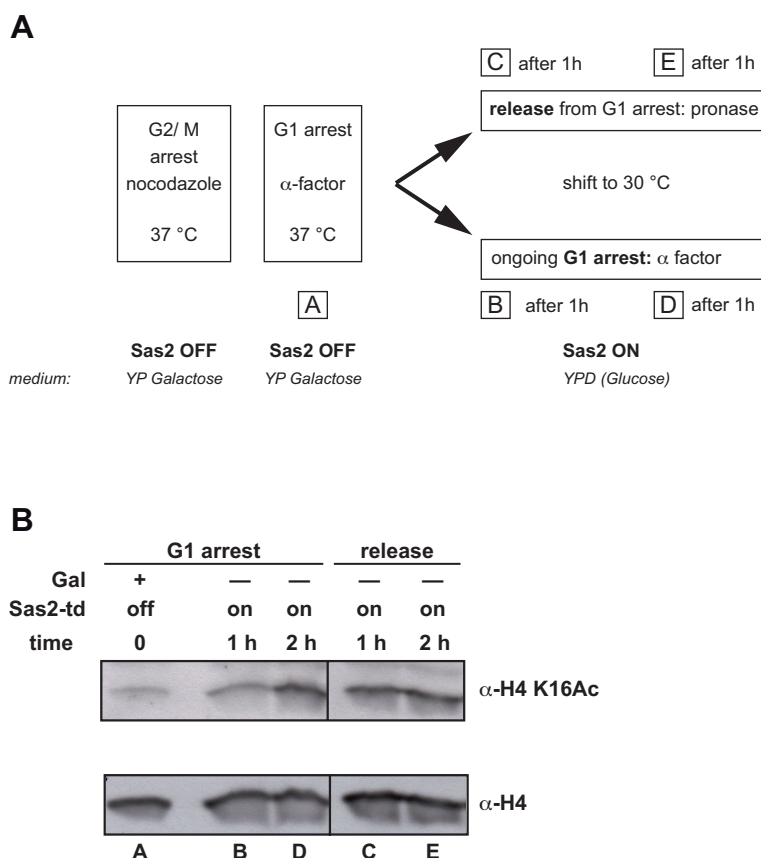 A
C after 1h
E after 1h
G2/ M
arrest
nocodazole
37 °C
G1 arrest
α-factor
37 °C
release from G1 arrest: pronase
shift to 30 °C
ongoing G1 arrest: α factor
A
B after 1h
D after 1h
Sas2 OFF
Sas2 OFF
Sas2 ON
medium:
YP Galactose
YP Galactose
YPD (Glucose)
B
G1 arrest
release
Gal + — — — —
Sas2-td off on on on on
time 0 1 h 2 h 1 h 2 h
α-H4 K16Ac
α-H4
A B D C E